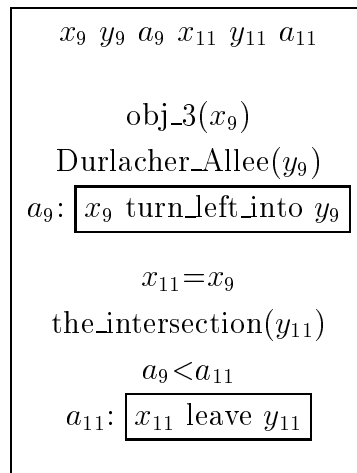 x₉ y₉ a₉ x₁₁ y₁₁ a₁₁
obj_3(x₉)
Durlacher_Allee(y₉)
a₉: x₉ turn_left_into y₉
x₁₁=x₉
the_intersection(y₁₁)
a₉<a₁₁
a₁₁: x₁₁ leave y₁₁